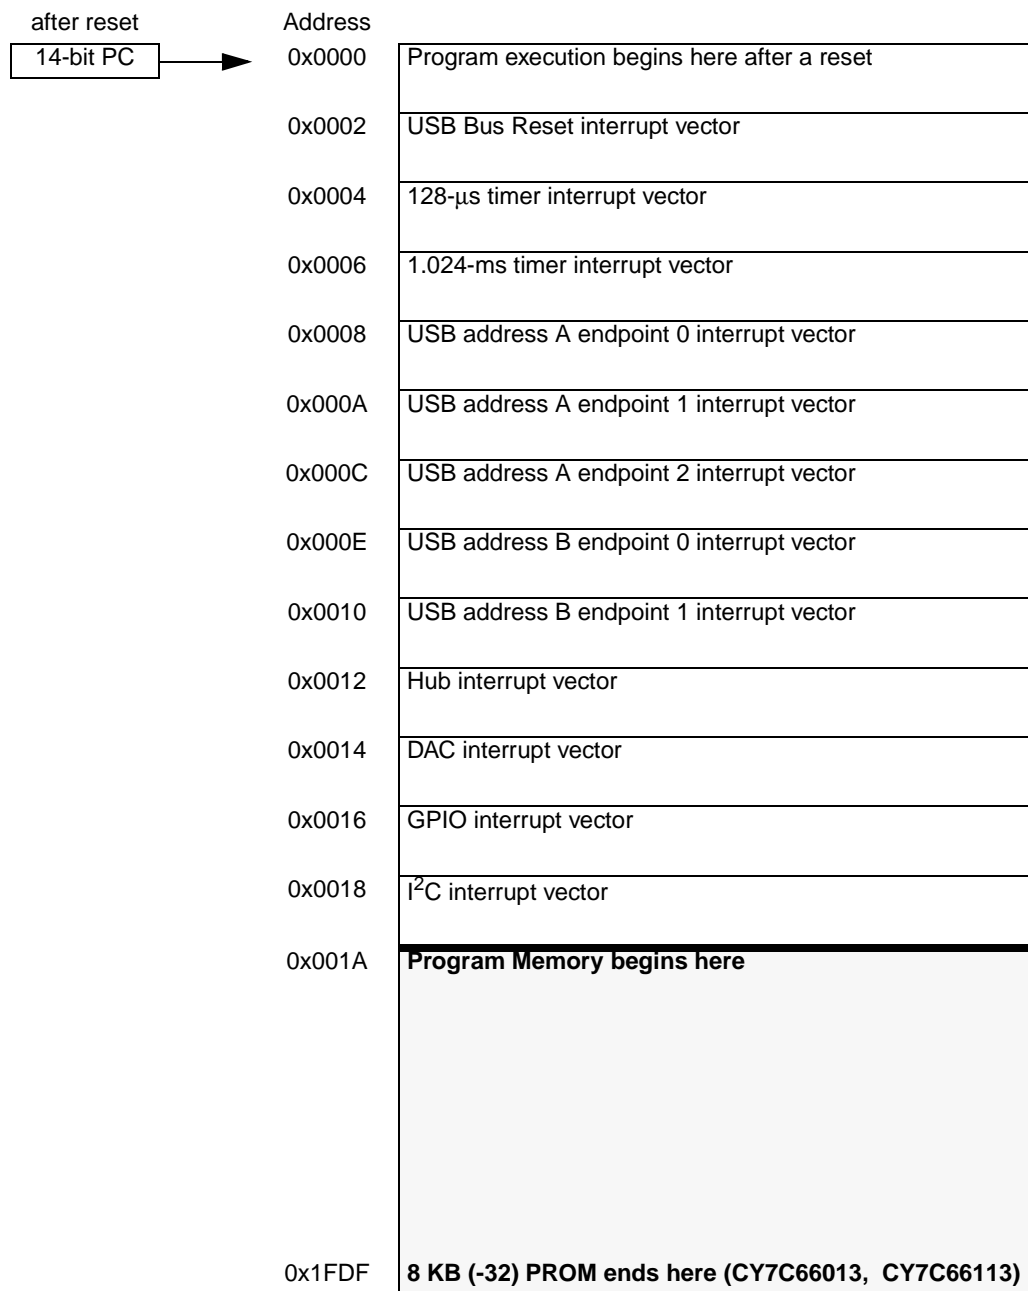 after reset Address
14-bit PC 0x0000 Program execution begins here after a reset
0x0002 USB Bus Reset interrupt vector
0x0004 128-μs timer interrupt vector
0x0006 1.024-ms timer interrupt vector
0x0008 USB address A endpoint 0 interrupt vector
0x000A USB address A endpoint 1 interrupt vector
0x000C USB address A endpoint 2 interrupt vector
0x000E USB address B endpoint 0 interrupt vector
0x0010 USB address B endpoint 1 interrupt vector
0x0012 Hub interrupt vector
0x0014 DAC interrupt vector
0x0016 GPIO interrupt vector
0x0018 I²C interrupt vector
0x001A Program Memory begins here
0x1FDF 8 KB (-32) PROM ends here (CY7C66013, CY7C66113)